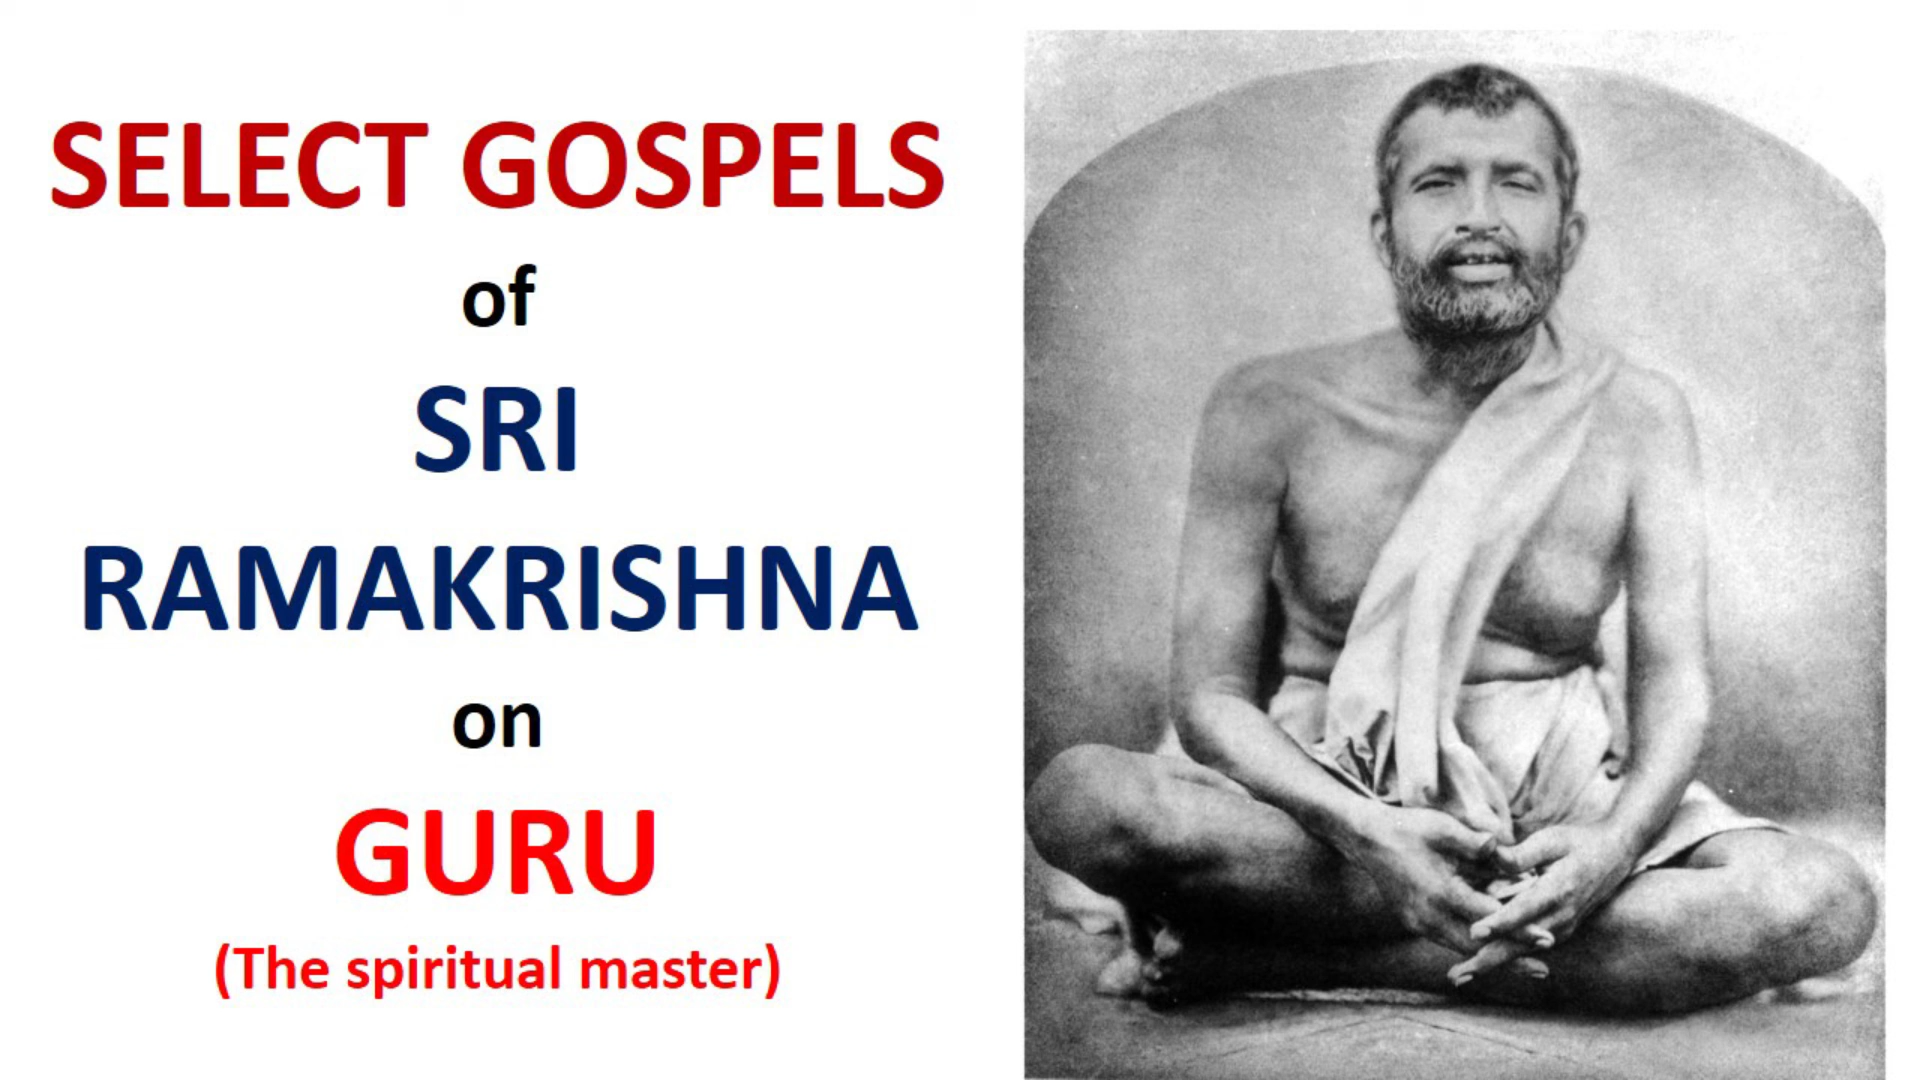 SELECT GOSPELS
of
SRI
RAMAKRISHNA
on
GURU
(The spiritual master)